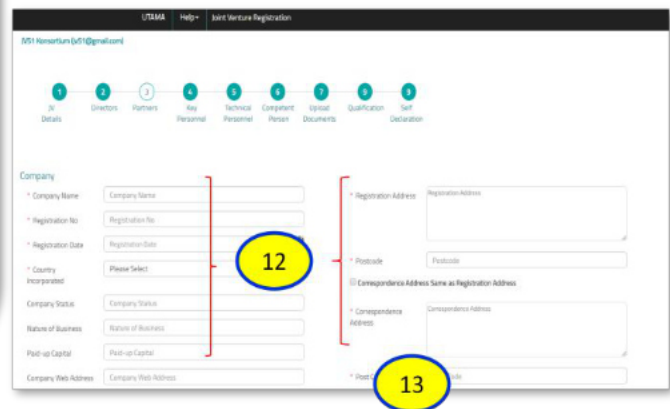 UTAMA Help Joint Venture Registration
JV51 Konsortium (jv51@gmail.com)
1 2 3 4 5 6 7 8 9
JV Details
Directors
Partners
Key Personnel
Technical Personnel
Competent Person
Upload Documents
Qualification
Self Declaration
Company
* Company Name Company Name
* Registration No Registration No
* Registration Date Registration Date
* Country Incorporated Please Select
Company Status Company Status
Nature of Business Nature of Business
Paid-up Capital Paid-up Capital
Company Web Address Company Web Address
12
* Registration Address Registration Address
* Postcode Postcode
Correspondence Address Same as Registration Address
* Correspondence Address Correspondence Address
* Post
13